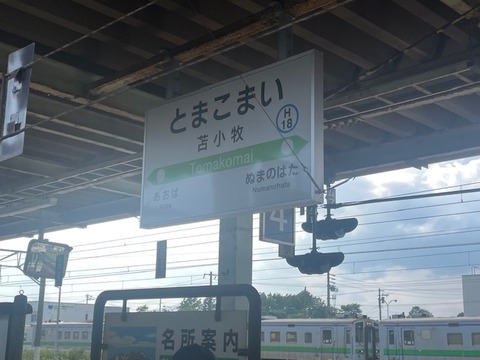 とまこまい
H
18
苫小牧
Tomakomai
あおば
ぬまのはた
Numanohata
4
名所案内